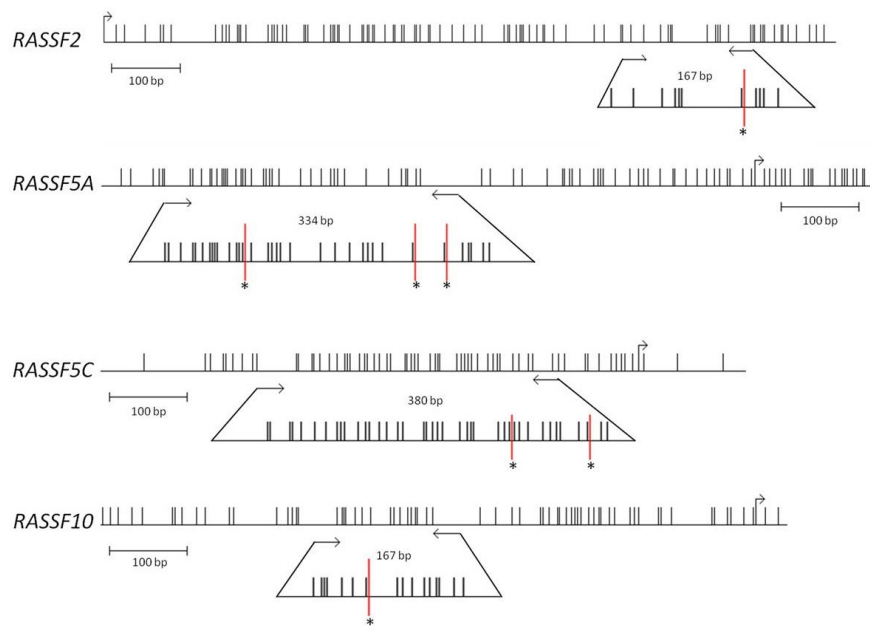 RASSF2
100 bp
167 bp
*
RASSF5A
100 bp
334 bp
* * *
RASSF5C
100 bp
380 bp
* *
RASSF10
100 bp
167 bp
*